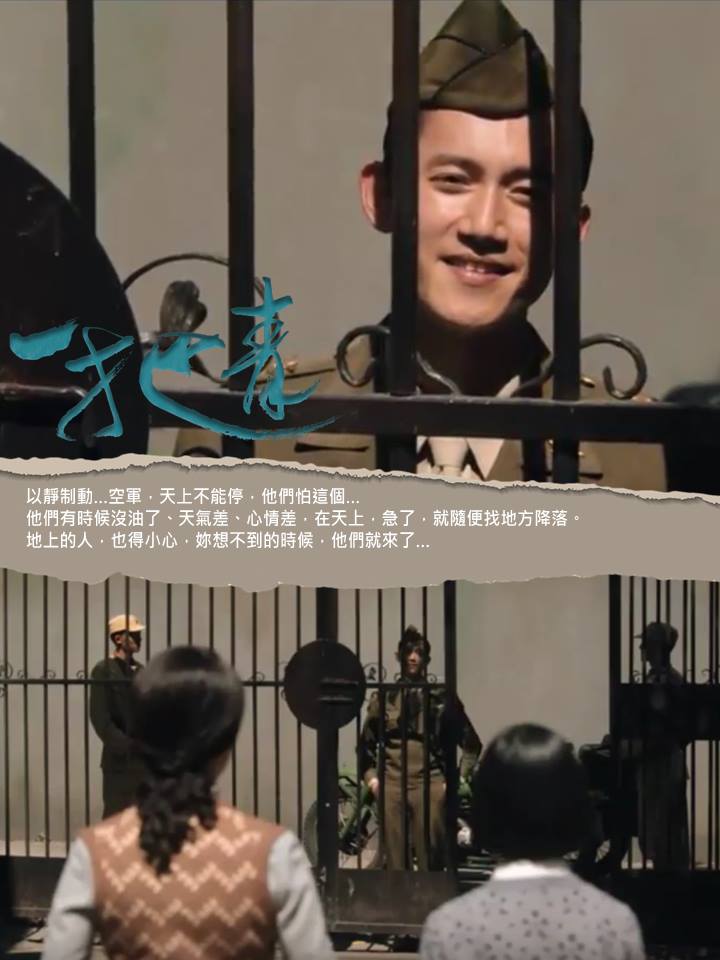 一把青
以靜制動...空軍，天上不能停，他們怕這個...
他們有時候沒油了、天氣差、心情差，在天上，急了，就隨便找地方降落。
地上的人，也得小心，妳想不到的時候，他們就來了...